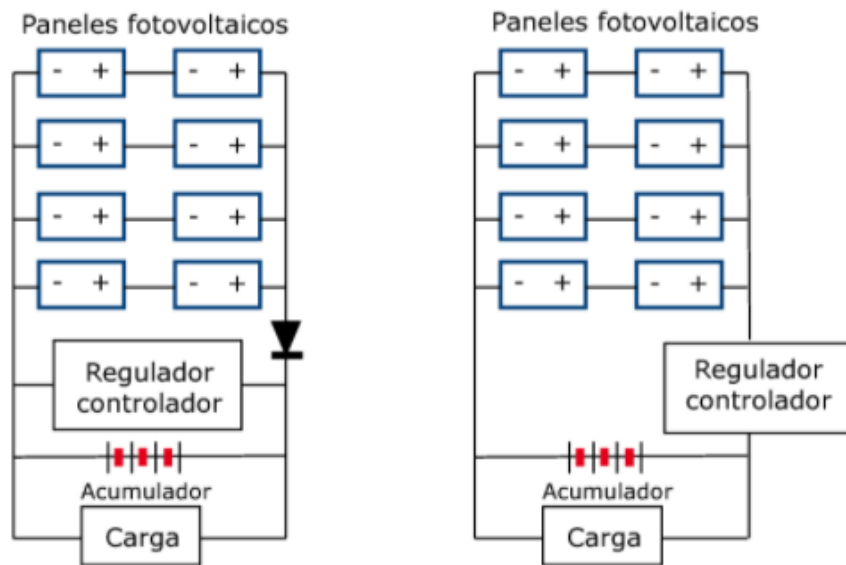 Paneles fotovoltaicos
- + - +
- + - +
- + - +
- + - +
Regulador
controlador
Acumulador
Carga
Paneles fotovoltaicos
- + - +
- + - +
- + - +
- + - +
Regulador
controlador
Acumulador
Carga